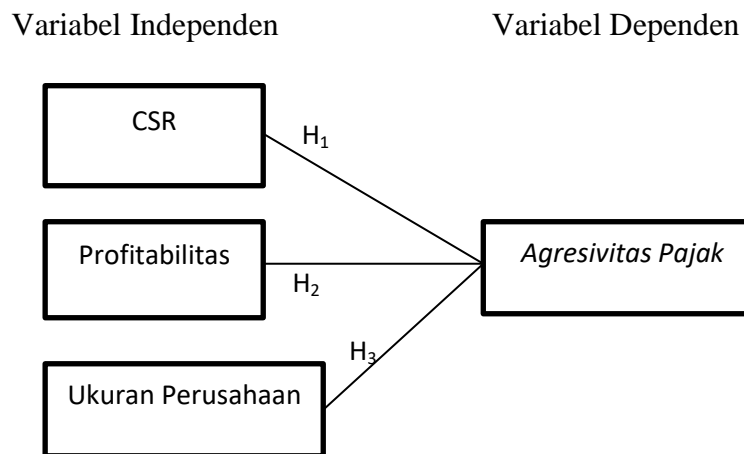 Variabel Independen
Variabel Dependen
CSR
H₁
Profitabilitas
Agresivitas Pajak
H₂
H₃
Ukuran Perusahaan